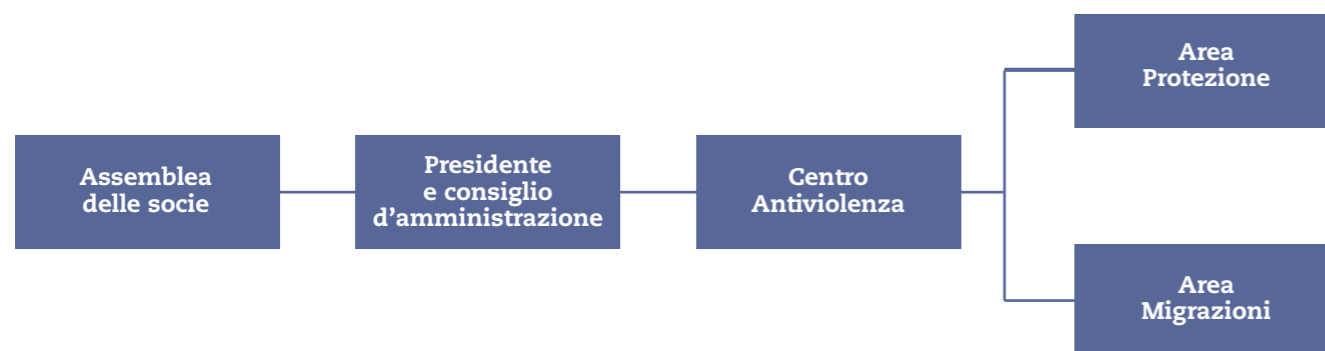 Assemblea
delle socie
Presidente
e consiglio
d’amministrazione
Centro
Antiviolenza
Area
Protezione
Area
Migrazioni